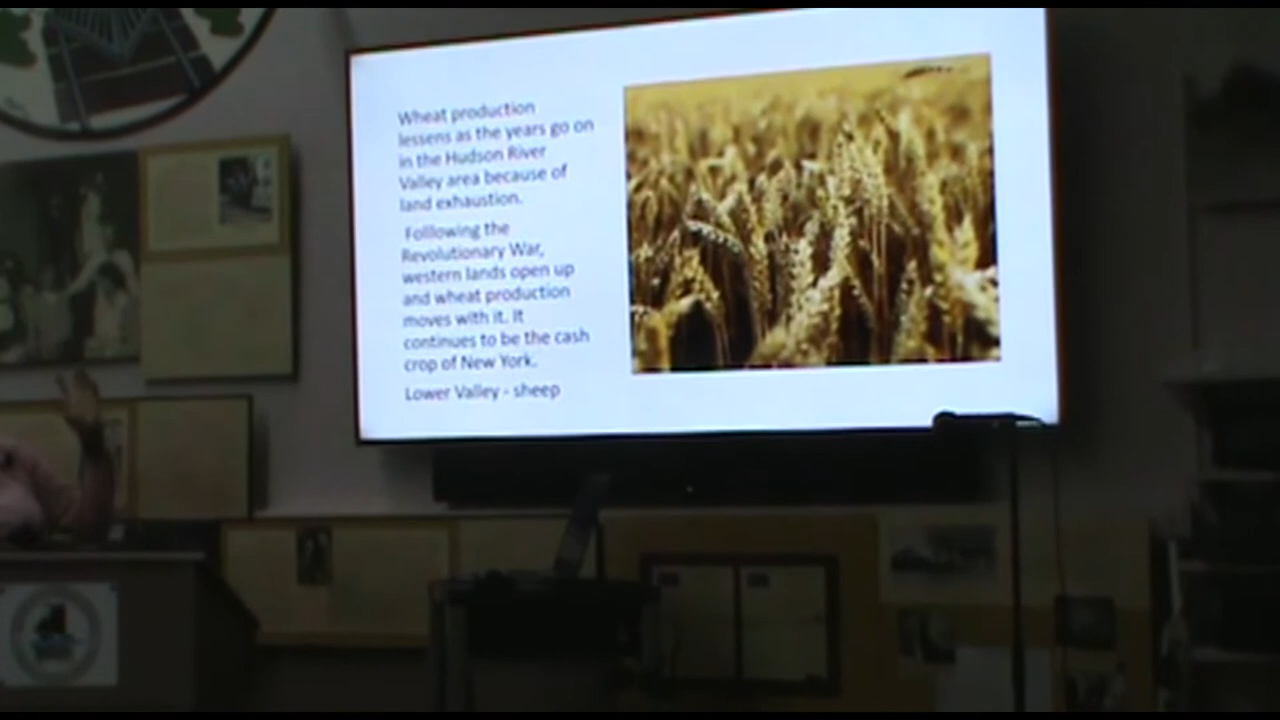 Wheat production
lessens as the years go on
in the Hudson River
Valley area because of
land exhaustion.
Following the
Revolutionary War,
western lands open up
and wheat production
moves with it. It
continues to be the cash
crop of New York.
Lower Valley - sheep